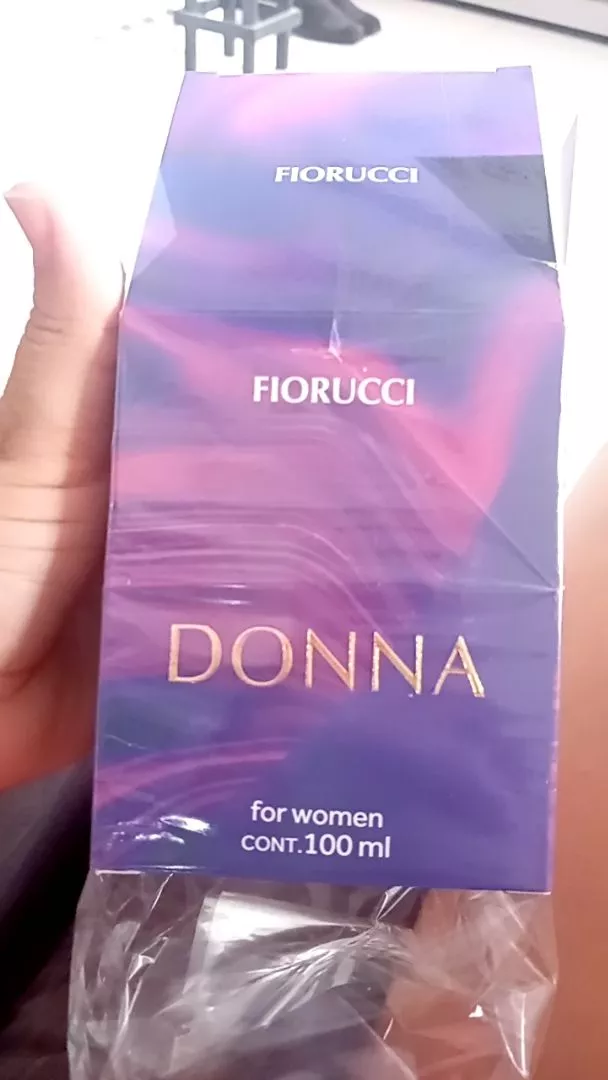 FIORUCCI
FIORUCCI
DONNA
for women
CONT.100 ml